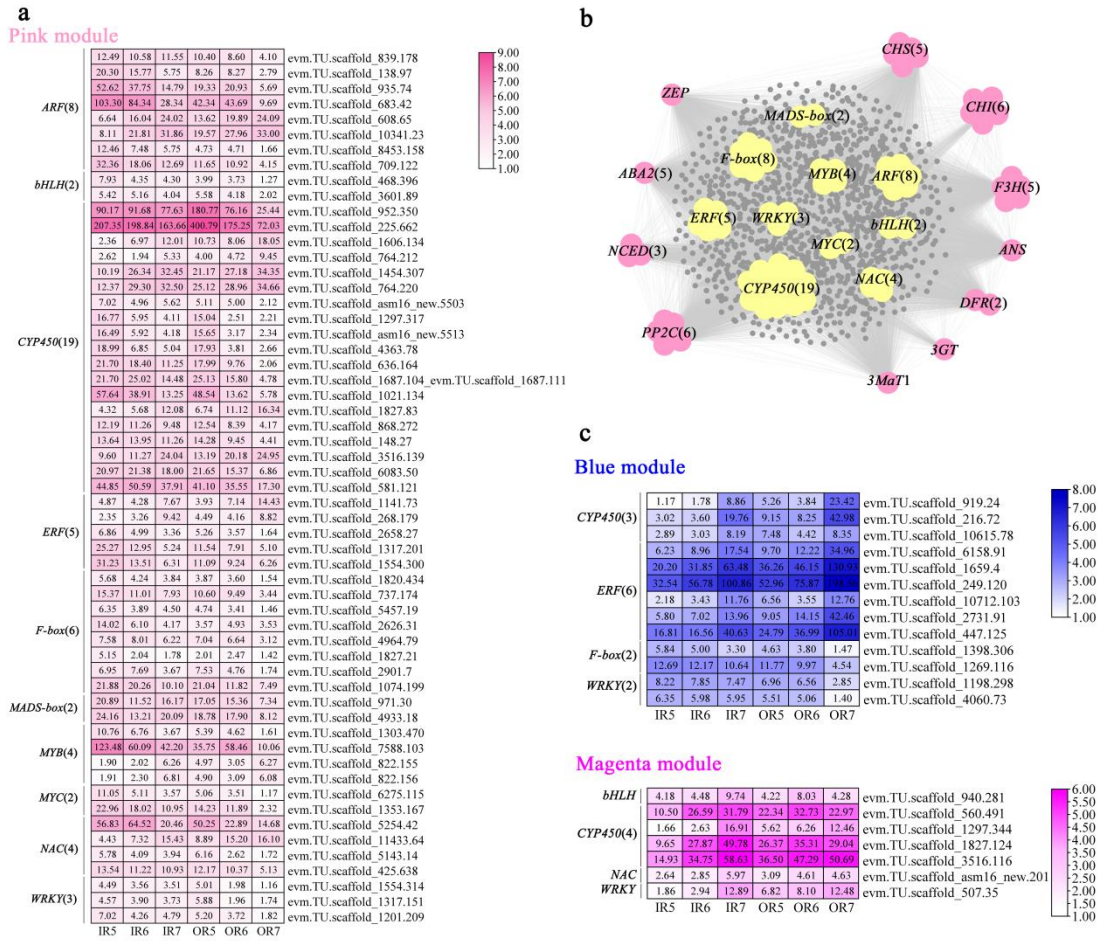 a
Pink module
ARF(8)
12.49 10.58 11.55 10.40 8.60 4.10 evm.TU.scaffold_839.178
20.30 15.77 5.75 8.26 8.27 2.79 evm.TU.scaffold_138.97
52.62 37.75 14.79 19.33 20.93 5.69 evm.TU.scaffold_935.74
103.30 84.34 28.34 42.34 43.69 9.69 evm.TU.scaffold_683.42
6.64 16.04 24.02 13.62 19.89 24.09 evm.TU.scaffold_608.65
8.11 21.81 31.86 19.57 27.96 33.00 evm.TU.scaffold_10341.23
12.46 7.48 5.75 4.73 4.71 1.66 evm.TU.scaffold_8453.158
32.36 18.06 12.69 11.65 10.92 4.15 evm.TU.scaffold_709.122
bHLH(2)
7.93 4.35 4.30 3.99 3.73 1.27 evm.TU.scaffold_468.396
5.42 5.16 4.04 5.58 4.18 2.02 evm.TU.scaffold_3601.89
CYP450(19)
90.17 91.68 77.63 180.77 76.16 25.44 evm.TU.scaffold_952.350
207.35 198.84 163.66 400.79 175.25 72.03 evm.TU.scaffold_225.662
2.36 6.97 12.01 10.73 8.06 18.05 evm.TU.scaffold_1606.134
2.62 1.94 5.33 4.00 4.72 9.45 evm.TU.scaffold_764.212
10.19 26.34 32.45 21.17 27.18 34.35 evm.TU.scaffold_1454.307
12.37 29.30 32.50 25.12 28.96 34.66 evm.TU.scaffold_764.220
7.02 4.96 5.62 5.11 5.00 2.12 evm.TU.scaffold_asm16_new.5503
16.77 5.95 4.11 15.04 2.51 2.21 evm.TU.scaffold_1297.317
16.49 5.92 4.18 15.65 3.17 2.34 evm.TU.scaffold_asm16_new.5513
18.99 6.85 5.04 17.93 3.81 2.66 evm.TU.scaffold_4363.78
21.70 18.40 11.25 17.99 9.76 2.06 evm.TU.scaffold_636.164
21.70 25.02 14.48 25.13 15.80 4.78 evm.TU.scaffold_1687.104_evm.TU.scaffold_1687.111
57.64 38.91 13.25 48.54 13.62 5.78 evm.TU.scaffold_1021.134
4.32 5.68 12.08 6.74 11.12 16.34 evm.TU.scaffold_1827.83
12.19 11.26 9.48 12.54 8.39 4.17 evm.TU.scaffold_868.272
13.64 13.95 11.26 14.28 9.45 4.41 evm.TU.scaffold_148.27
9.60 11.27 24.04 13.19 20.18 24.95 evm.TU.scaffold_3516.139
20.97 21.38 18.00 21.65 15.37 6.86 evm.TU.scaffold_6083.50
44.85 50.59 37.91 41.10 35.55 17.30 evm.TU.scaffold_581.121
ERF(5)
4.87 4.28 7.67 3.93 7.14 14.43 evm.TU.scaffold_1141.73
2.35 3.26 9.42 4.49 4.16 8.82 evm.TU.scaffold_268.179
6.86 4.99 3.36 5.26 3.57 1.64 evm.TU.scaffold_2658.27
25.27 12.95 5.24 11.54 7.91 5.10 evm.TU.scaffold_1317.201
31.23 13.51 6.31 11.09 9.24 6.26 evm.TU.scaffold_1554.300
F-box(6)
5.68 4.24 3.84 3.87 3.60 1.54 evm.TU.scaffold_1820.434
15.37 11.01 7.93 10.60 9.49 3.44 evm.TU.scaffold_737.174
6.35 3.89 4.50 4.74 3.41 1.46 evm.TU.scaffold_5457.19
14.02 6.10 4.17 3.57 4.93 3.53 evm.TU.scaffold_2626.31
7.58 8.01 6.22 7.04 6.64 3.12 evm.TU.scaffold_4964.79
5.15 2.04 1.78 2.01 2.47 1.42 evm.TU.scaffold_1827.21
6.95 7.69 3.67 7.53 4.76 1.74 evm.TU.scaffold_2901.7
21.88 20.26 10.10 21.04 11.82 7.49 evm.TU.scaffold_1074.199
MADS-box(2)
20.89 11.52 16.17 17.05 15.36 7.34 evm.TU.scaffold_971.30
24.16 13.21 20.09 18.78 17.90 8.12 evm.TU.scaffold_4933.18
MYB(4)
10.76 6.76 3.67 5.39 4.62 1.61 evm.TU.scaffold_1303.470
123.48 60.09 42.20 35.75 58.46 10.06 evm.TU.scaffold_7588.103
1.90 2.02 6.26 4.97 3.05 6.27 evm.TU.scaffold_822.155
1.91 2.30 6.81 4.90 3.09 6.08 evm.TU.scaffold_822.156
MYC(2)
11.05 5.11 3.57 5.06 3.51 1.17 evm.TU.scaffold_6275.115
22.96 18.02 10.95 14.23 11.89 2.32 evm.TU.scaffold_1353.167
NAC(4)
56.83 64.52 20.46 50.25 22.89 14.68 evm.TU.scaffold_5254.42
4.43 7.32 15.43 8.89 15.20 16.10 evm.TU.scaffold_11433.64
5.78 4.09 3.94 6.16 2.62 1.72 evm.TU.scaffold_5143.14
13.54 11.22 10.93 12.17 10.37 5.13 evm.TU.scaffold_425.638
WRKY(3)
4.49 3.56 3.51 5.01 1.98 1.16 evm.TU.scaffold_1554.314
4.57 3.90 3.73 5.88 1.96 1.74 evm.TU.scaffold_1317.151
7.02 4.26 4.79 5.20 3.72 1.82 evm.TU.scaffold_1201.209
IR5 IR6 IR7 OR5 OR6 OR7
9.00
8.00
7.00
6.00
5.00
4.00
3.00
2.00
1.00
b
CHS(5)
ZEP
CHI(6)
MADS-box(2)
F-box(8)
MYB(4)
ARF(8)
ABA2(5)
F3H(5)
ERF(5)
WRKY(3)
bHLH(2)
MYC(2)
NCED(3)
ANS
CYP450(19)
NAC(4)
DFR(2)
PP2C(6)
3GT
3MaT1
c
Blue module
CYP450(3)
1.17 1.78 8.86 5.26 3.84 23.42 evm.TU.scaffold_919.24
3.02 3.60 19.76 9.15 8.25 42.98 evm.TU.scaffold_216.72
2.89 3.03 8.19 7.48 4.42 8.35 evm.TU.scaffold_10615.78
ERF(6)
6.23 8.96 17.54 9.70 12.22 34.96 evm.TU.scaffold_6158.91
20.20 31.85 63.48 36.26 46.15 130.93 evm.TU.scaffold_1659.4
32.54 56.78 100.86 52.96 75.87 evm.TU.scaffold_249.120
2.18 3.43 11.76 6.56 3.55 12.76 evm.TU.scaffold_10712.103
5.80 7.02 13.96 9.05 14.15 42.46 evm.TU.scaffold_2731.91
16.81 16.56 40.63 24.79 36.99 105.01 evm.TU.scaffold_447.125
F-box(2)
5.84 5.00 3.30 4.63 3.80 1.47 evm.TU.scaffold_1398.306
12.69 12.17 10.64 11.77 9.97 4.54 evm.TU.scaffold_1269.116
WRKY(2)
8.22 7.85 7.47 6.96 6.56 2.85 evm.TU.scaffold_1198.298
6.35 5.98 5.95 5.51 5.06 1.40 evm.TU.scaffold_4060.73
IR5 IR6 IR7 OR5 OR6 OR7
8.00
7.00
6.00
5.00
4.00
3.00
2.00
1.00
Magenta module
bHLH
4.18 4.48 9.74 4.22 8.03 4.28 evm.TU.scaffold_940.281
CYP450(4)
10.50 26.59 31.79 22.34 32.73 22.97 evm.TU.scaffold_560.491
1.66 2.63 16.91 5.62 6.26 12.46 evm.TU.scaffold_1297.344
9.65 27.87 49.78 26.37 35.31 29.04 evm.TU.scaffold_1827.124
14.93 34.75 58.63 36.50 47.29 50.69 evm.TU.scaffold_3516.116
NAC
2.64 2.85 5.97 3.09 4.61 4.63 evm.TU.scaffold_asm16_new.201
WRKY
1.86 2.94 12.89 6.82 8.10 12.48 evm.TU.scaffold_507.35
IR5 IR6 IR7 OR5 OR6 OR7
6.00
5.50
5.00
4.50
4.00
3.50
3.00
2.50
2.00
1.50
1.00